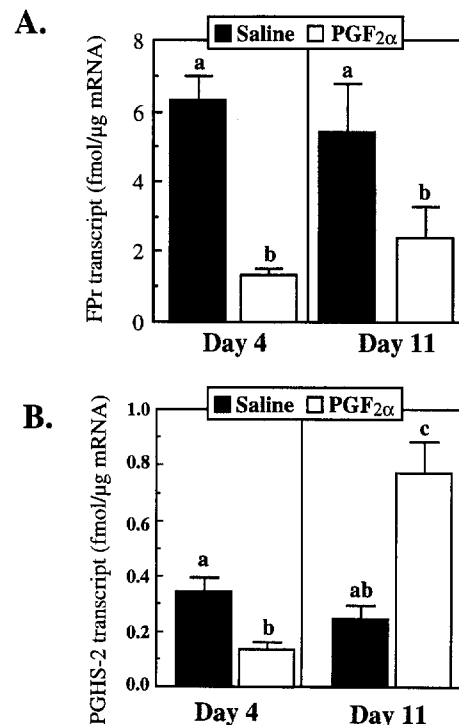 A.
Saline PGF2α
FPr transcript (fmol/µg mRNA)
8
6
4
2
0
a
b
a
b
Day 4 Day 11
B.
Saline PGF2α
PGHS-2 transcript (fmol/µg mRNA)
1.0
0.8
0.6
0.4
0.2
0.0
a
b
ab
c
Day 4 Day 11